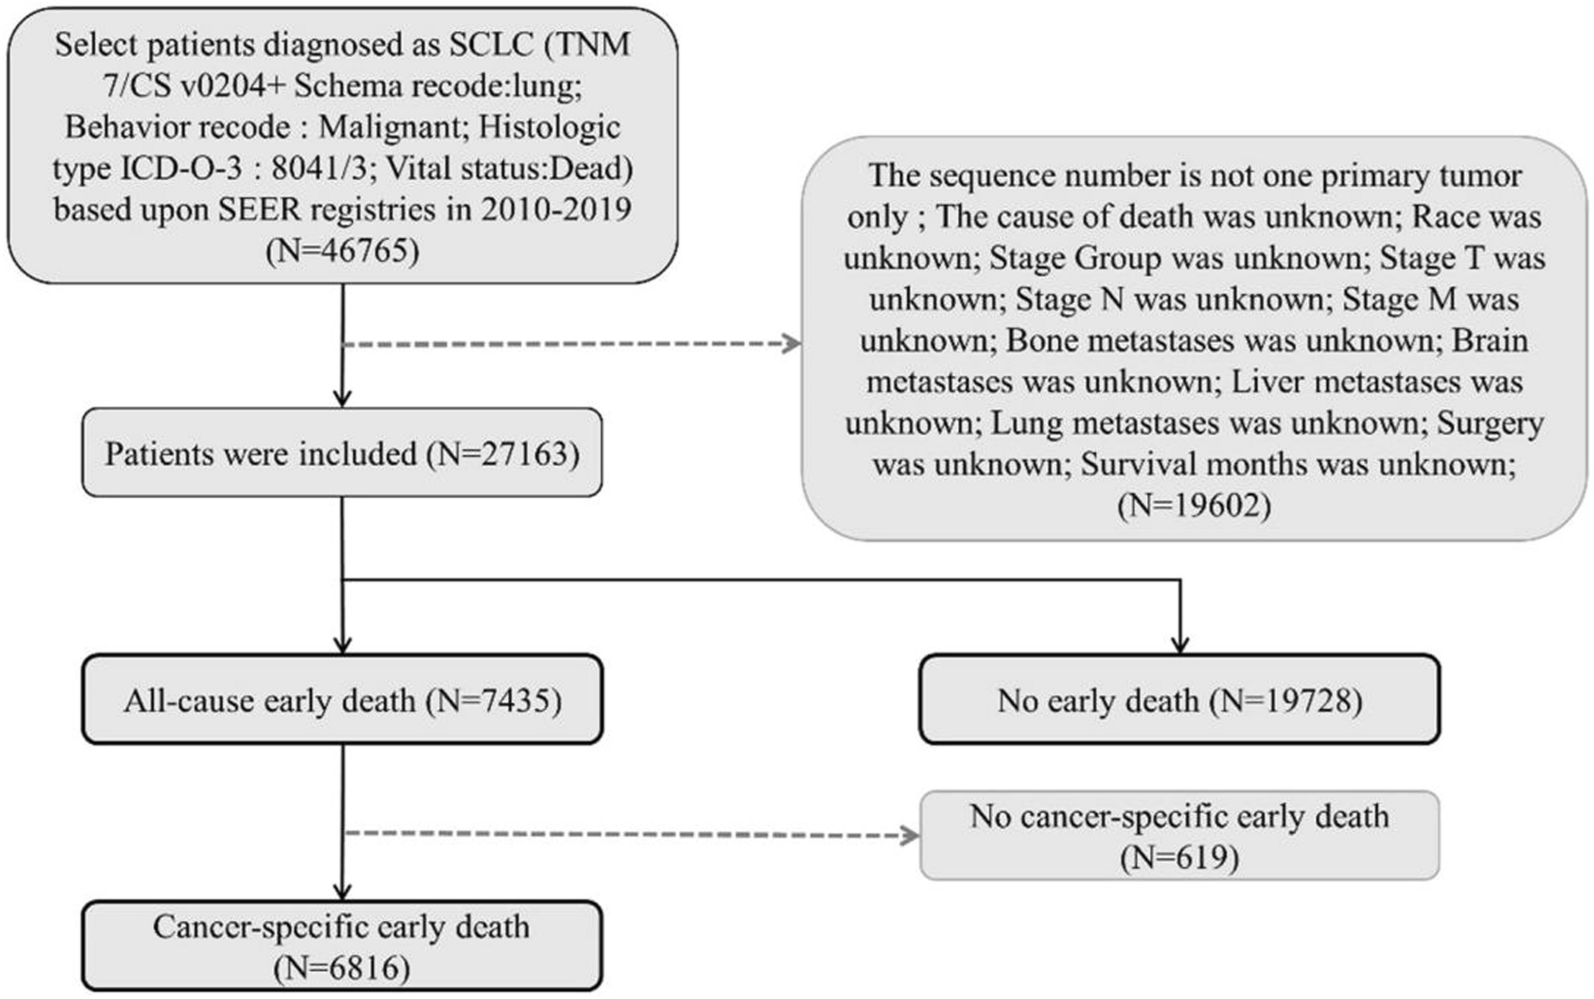 Select patients diagnosed as SCLC (TNM
7/CS v0204+ Schema recode:lung;
Behavior recode : Malignant; Histologic
type ICD-O-3 : 8041/3; Vital status:Dead)
based upon SEER registries in 2010-2019
(N=46765)
The sequence number is not one primary tumor
only ; The cause of death was unknown; Race was
unknown; Stage Group was unknown; Stage T was
unknown; Stage N was unknown; Stage M was
unknown; Bone metastases was unknown; Brain
metastases was unknown; Liver metastases was
unknown; Lung metastases was unknown; Surgery
was unknown; Survival months was unknown;
(N=19602)
Patients were included (N=27163)
All-cause early death (N=7435)
No early death (N=19728)
No cancer-specific early death
(N=619)
Cancer-specific early death
(N=6816)